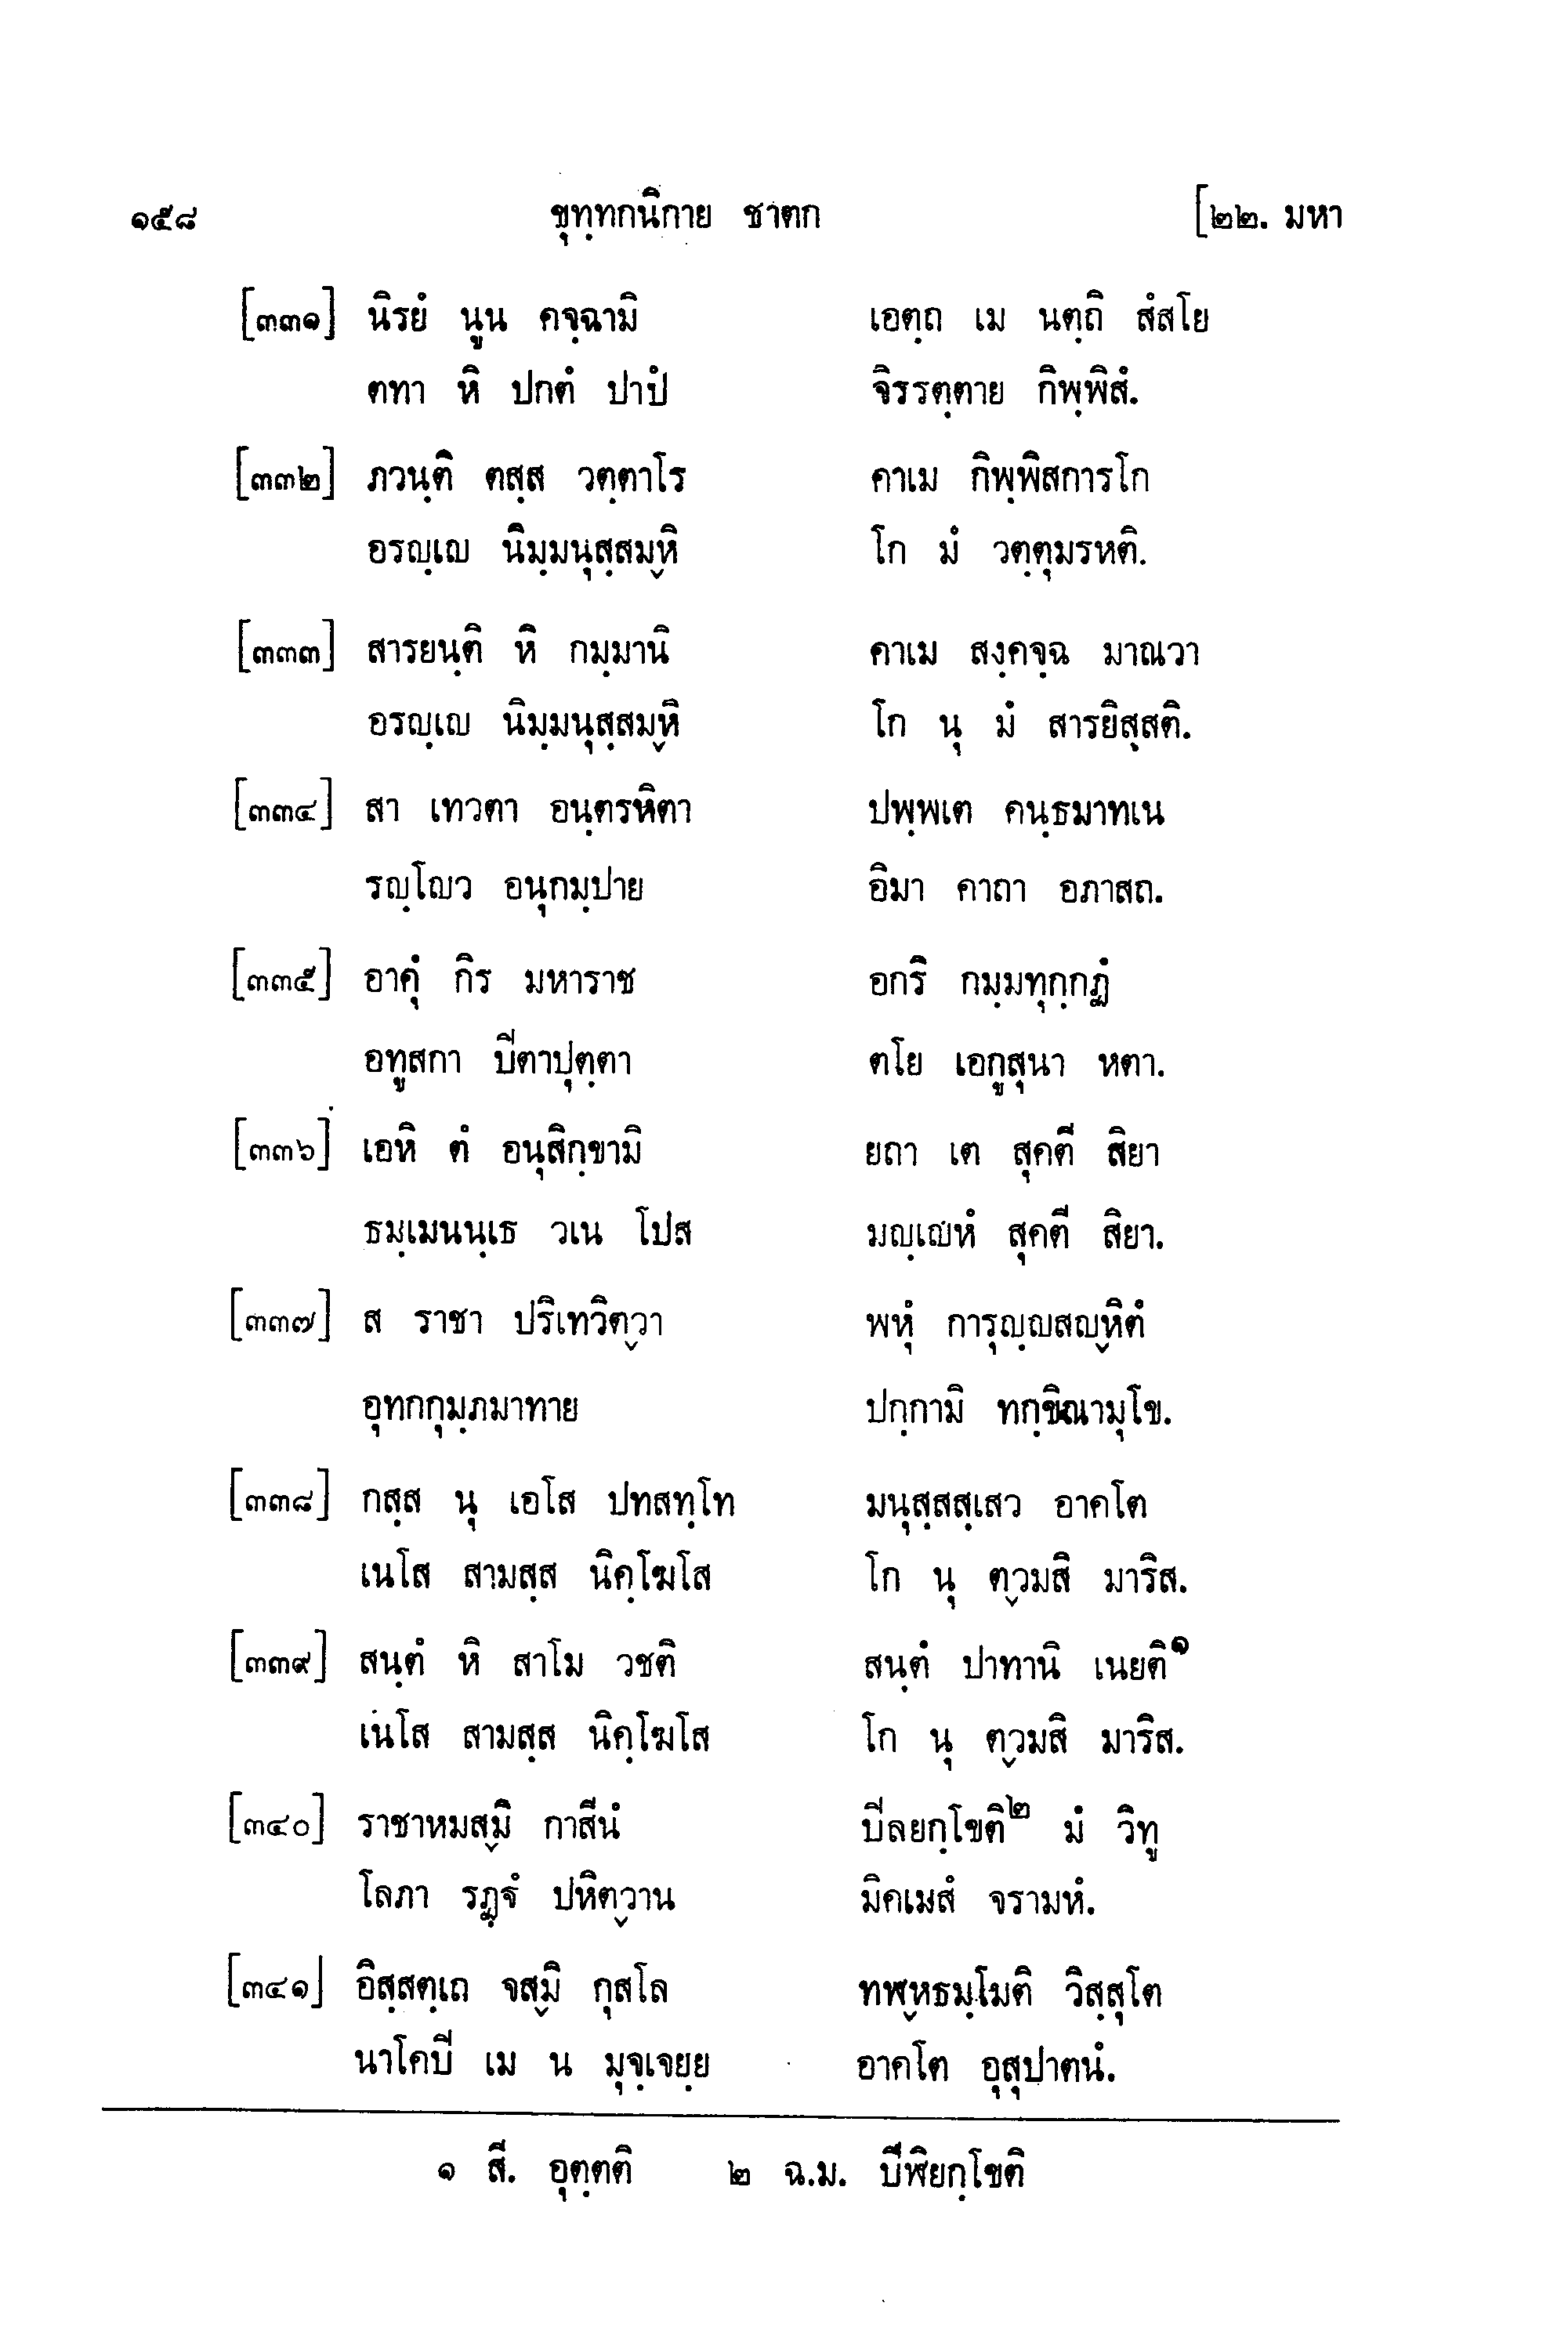 ๑๕๘ ขุทฺทกนิกาย ชาตก [๒๒. มหา
[๓๓๑] นิรยํ นูน คจฺฉามิ เอตฺถ เม นตฺถิ สํสโย
ตทา หิ ปกตํ ปาปํ จิรรตฺตาย กิพฺพิสํ.
[๓๓๒] ภวนฺติ ตสฺส วตฺตาโร คาเม กิพฺพิสการโก
อรญฺเญ นิมฺมนุสฺสมฺหิ โก มํ วตฺตุมรหติ.
[๓๓๓] สารยนฺติ หิ กมฺมานิ คาเม สงฺคจฺฉ มาณวา
อรญฺเญ นิมฺมนุสฺสมฺหิ โก นุ มํ สารยิสฺสติ.
[๓๓๔] สา เทวตา อนฺตรหิตา ปพฺพเต คนฺธมาทเน
รญฺโญว อนุกมฺปาย อิมา คาถา อภาสถ.
[๓๓๕] อาคุํ กิร มหาราช อกริ กมฺมทุกฺกฏํ
อทูสกา ปิตาปุตฺตา ตโย เอกูสุนา หตา.
[๓๓๖] เอหิ ตํ อนุสิกฺขามิ ยถา เต สุคตี สิยา
ธมฺเมนนฺเธ วเน โปส มญฺเญหํ สุคตี สิยา.
[๓๓๗] ส ราชา ปริเทวิตฺวา พหุํ การุญฺญสญฺหิตํ
อุทกกุมฺภมาทาย ปกฺกามิ ทกฺขิณามุโข.
[๓๓๘] กสฺส นุ เอโส ปทสทฺโท มนุสฺสสฺเสว อาคโต
เนโส สามสฺส นิคฺโฆโส โก นุ ตฺวมสิ มาริส.
[๓๓๙] สนฺตํ หิ สาโม วชติ สนฺตํ ปาทานิ เนยติ๑
เนโส สามสฺส นิคฺโฆโส โก นุ ตฺวมสิ มาริส.
[๓๔๐] ราชาหมสฺมิ กาสีนํ ปิลยกฺโขติ๒ มํ วิทู
โลภา รฏฺฐํ ปหิตฺวาน มิคเมสํ จรามหํ.
[๓๔๑] อิสฺสตฺเถ จสฺมิ กุสโล ทฬฺหธมฺโมติ วิสฺสุโต
นาโคปิ เม น มุจฺเจยฺย อาคโต อุสุปาตนํ.
๑ สี. อุตฺตติ ๒ ฉ.ม. ปิฬิยกฺโขติ